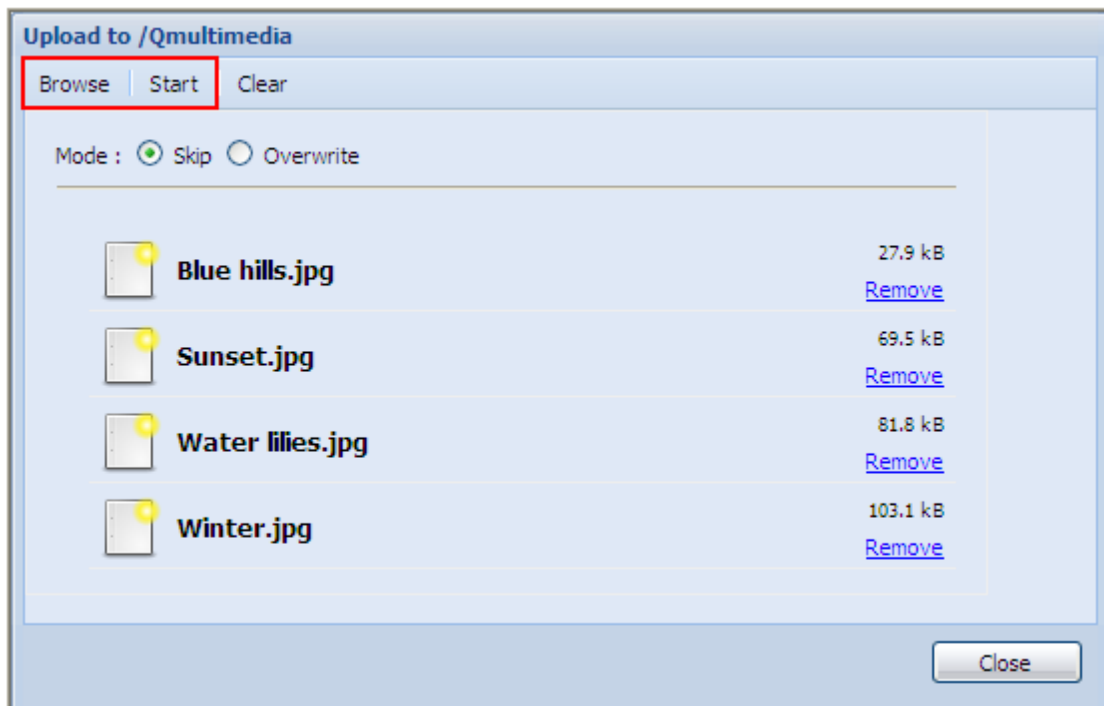 Upload to /Qmultimedia
Browse Start Clear
Mode : Skip Overwrite
Blue hills.jpg 27.9 kB
Remove
Sunset.jpg 69.5 kB
Remove
Water lilies.jpg 81.8 kB
Remove
Winter.jpg 103.1 kB
Remove
Close